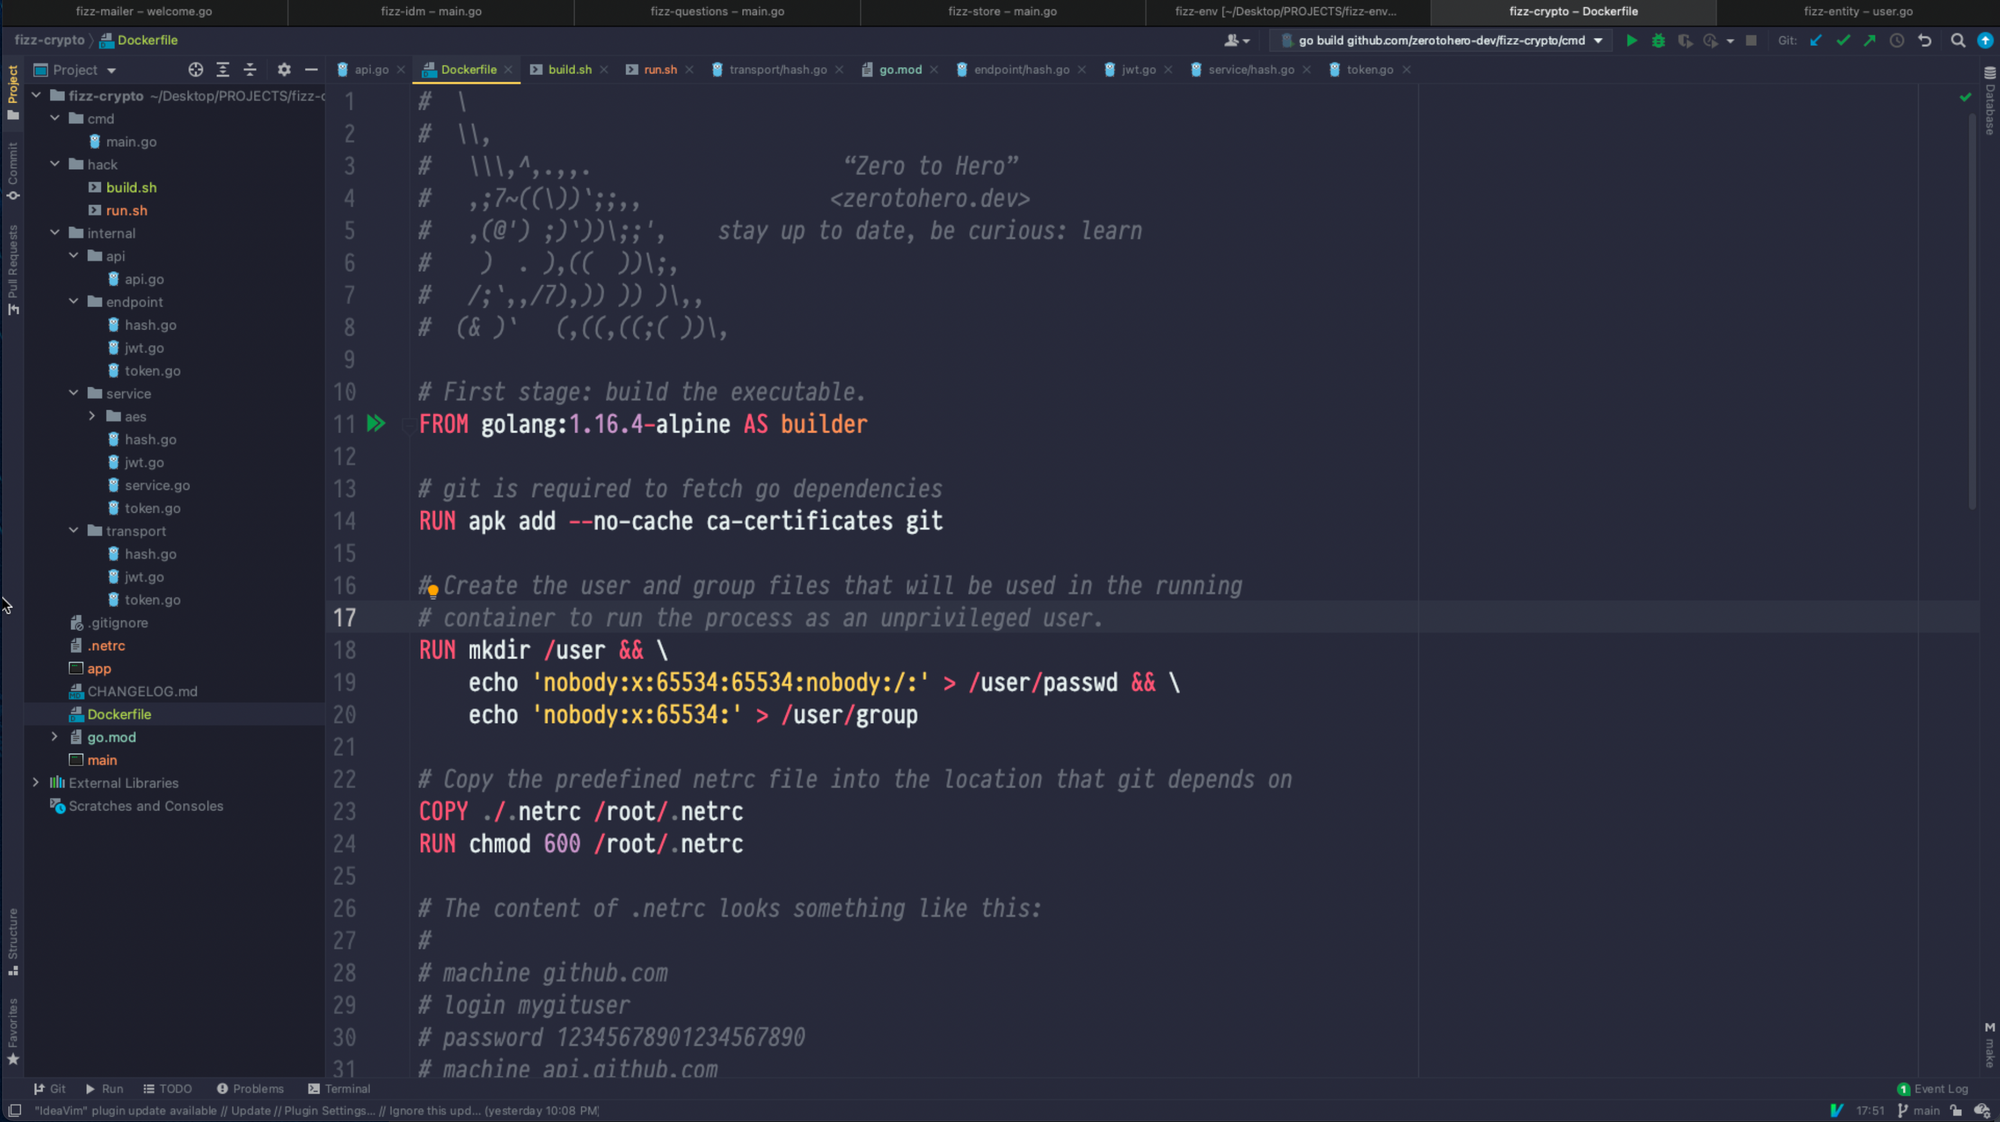 fizz-mailer – welcome.go
fizz-idm – main.go
fizz-questions – main.go
fizz-store – main.go
fizz-env [~/Desktop/PROJECTS/fizz-env...
fizz-crypto – Dockerfile
fizz-entity – user.go
fizz-crypto Dockerfile
go build github.com/zerotohero-dev/fizz-crypto/cmd
Git:
Project
api.go
Dockerfile
build.sh
run.sh
transport/hash.go
go.mod
endpoint/hash.go
jwt.go
service/hash.go
token.go
Project
Commit
Pull Requests
Structure
Favorites
fizz-crypto ~/Desktop/PROJECTS/fizz-c
cmd
main.go
hack
build.sh
run.sh
internal
api
api.go
endpoint
hash.go
jwt.go
token.go
service
aes
hash.go
jwt.go
service.go
token.go
transport
hash.go
jwt.go
token.go
.gitignore
.netrc
app
CHANGELOG.md
Dockerfile
go.mod
main
External Libraries
Scratches and Consoles
1 #  \
2 #  \\,
3 #   \\\,^,.,,.                    “Zero to Hero”
4 #   ,;7~((\))`;;,,               <zerotohero.dev>
5 #   ,(@') ;)`))\;;',    stay up to date, be curious: learn
6 #    )  . ),((  ))\;,
7 #   /;`,,/7),)) )) )\,,
8 #  (& )`   (,((,((;( ))\,
9
10 # First stage: build the executable.
11 FROM golang:1.16.4-alpine AS builder
12
13 # git is required to fetch go dependencies
14 RUN apk add --no-cache ca-certificates git
15
16 # Create the user and group files that will be used in the running
17 # container to run the process as an unprivileged user.
18 RUN mkdir /user && \
19     echo 'nobody:x:65534:65534:nobody:/:' > /user/passwd && \
20     echo 'nobody:x:65534:' > /user/group
21
22 # Copy the predefined netrc file into the location that git depends on
23 COPY ./.netrc /root/.netrc
24 RUN chmod 600 /root/.netrc
25
26 # The content of .netrc looks something like this:
27 #
28 # machine github.com
29 # login mygituser
30 # password 12345678901234567890
31 # machine api.github.com
Database
make
Git
Run
TODO
Problems
Terminal
1 Event Log
"IdeaVim" plugin update available // Update // Plugin Settings... // Ignore this upd... (yesterday 10:08 PM)
17:51
main